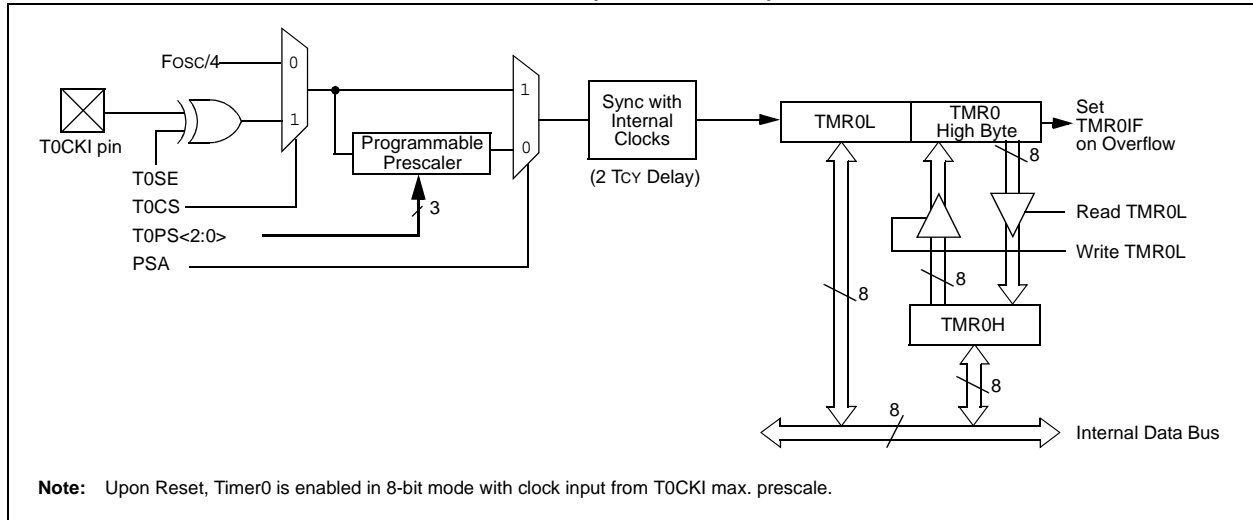 FOSC/4
0
1
T0CKI pin
T0SE
T0CS
T0PS<2:0>
PSA
Programmable
Prescaler
3
1
0
Sync with
Internal
Clocks
(2 TCY Delay)
TMR0L
TMR0
High Byte
Set
TMR0IF
on Overflow
8
Read TMR0L
Write TMR0L
8
8
TMR0H
8
8
Internal Data Bus
Note: Upon Reset, Timer0 is enabled in 8-bit mode with clock input from T0CKI max. prescale.